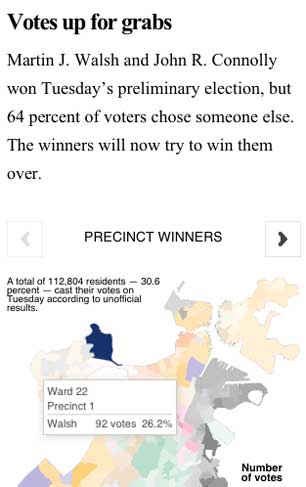 Votes up for grabs
Martin J. Walsh and John R. Connolly
won Tuesday’s preliminary election, but
64 percent of voters chose someone else.
The winners will now try to win them
over.
PRECINCT WINNERS
A total of 112,804 residents — 30.6
percent — cast their votes on
Tuesday according to unofficial
results.
Ward 22
Precinct 1
Walsh 92 votes 26.2%
Number
of votes